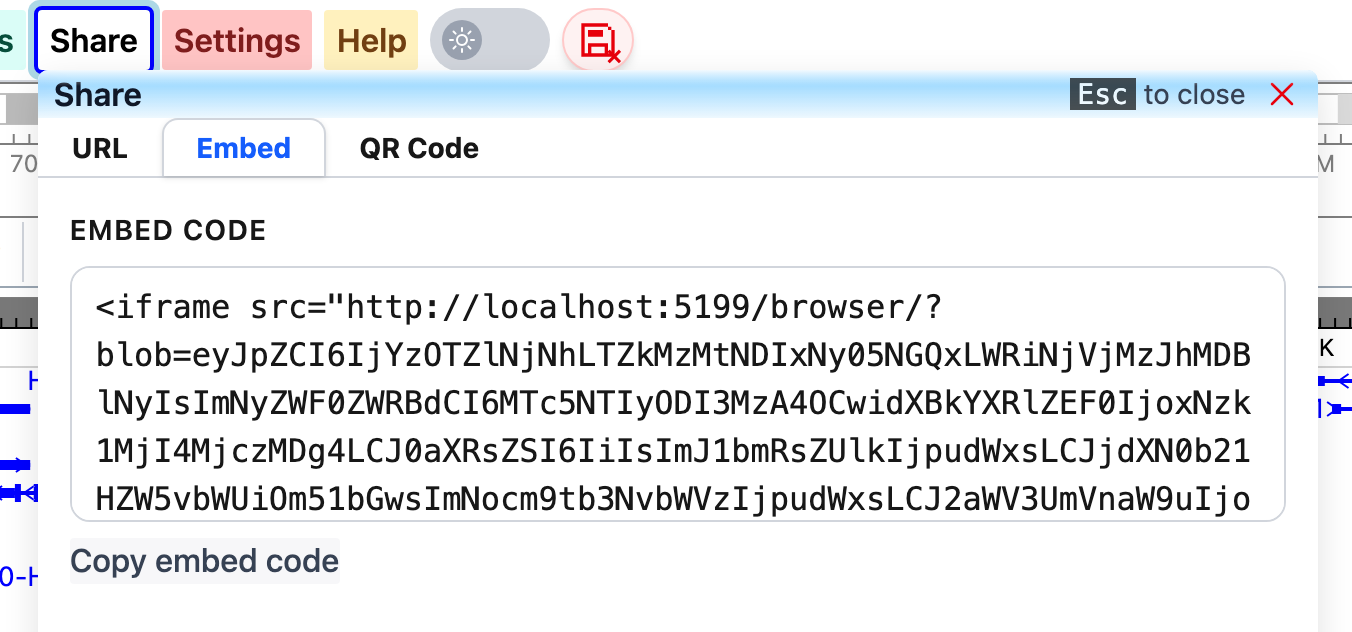 s Share Settings Help
Share Esc to close
70 M
URL Embed QR Code
EMBED CODE
<iframe src="http://localhost:5199/browser/?
blob=eyJpZCI6IjYzOTZlNjNhLTZkMzMtNDIxNy05NGQxLWRiNjVjMzJhMDB
lNyIsImNyZWF0ZWRBdCI6MTc5NTIyODI3MzA4OCwidXBkYXRlZEF0IjoxNzk
1MjI4MjczMDg4LCJ0aXRsZSI6IiIsImJ1bmRsZUlkIjpudWxsLCJjdXN0b21
HZW5vbWUiOm51bGwsImNocm9tb3NvbWVzIjpudWxsLCJ2aWV3UmVnaW9uIjo
K
H
Copy embed code
0-H